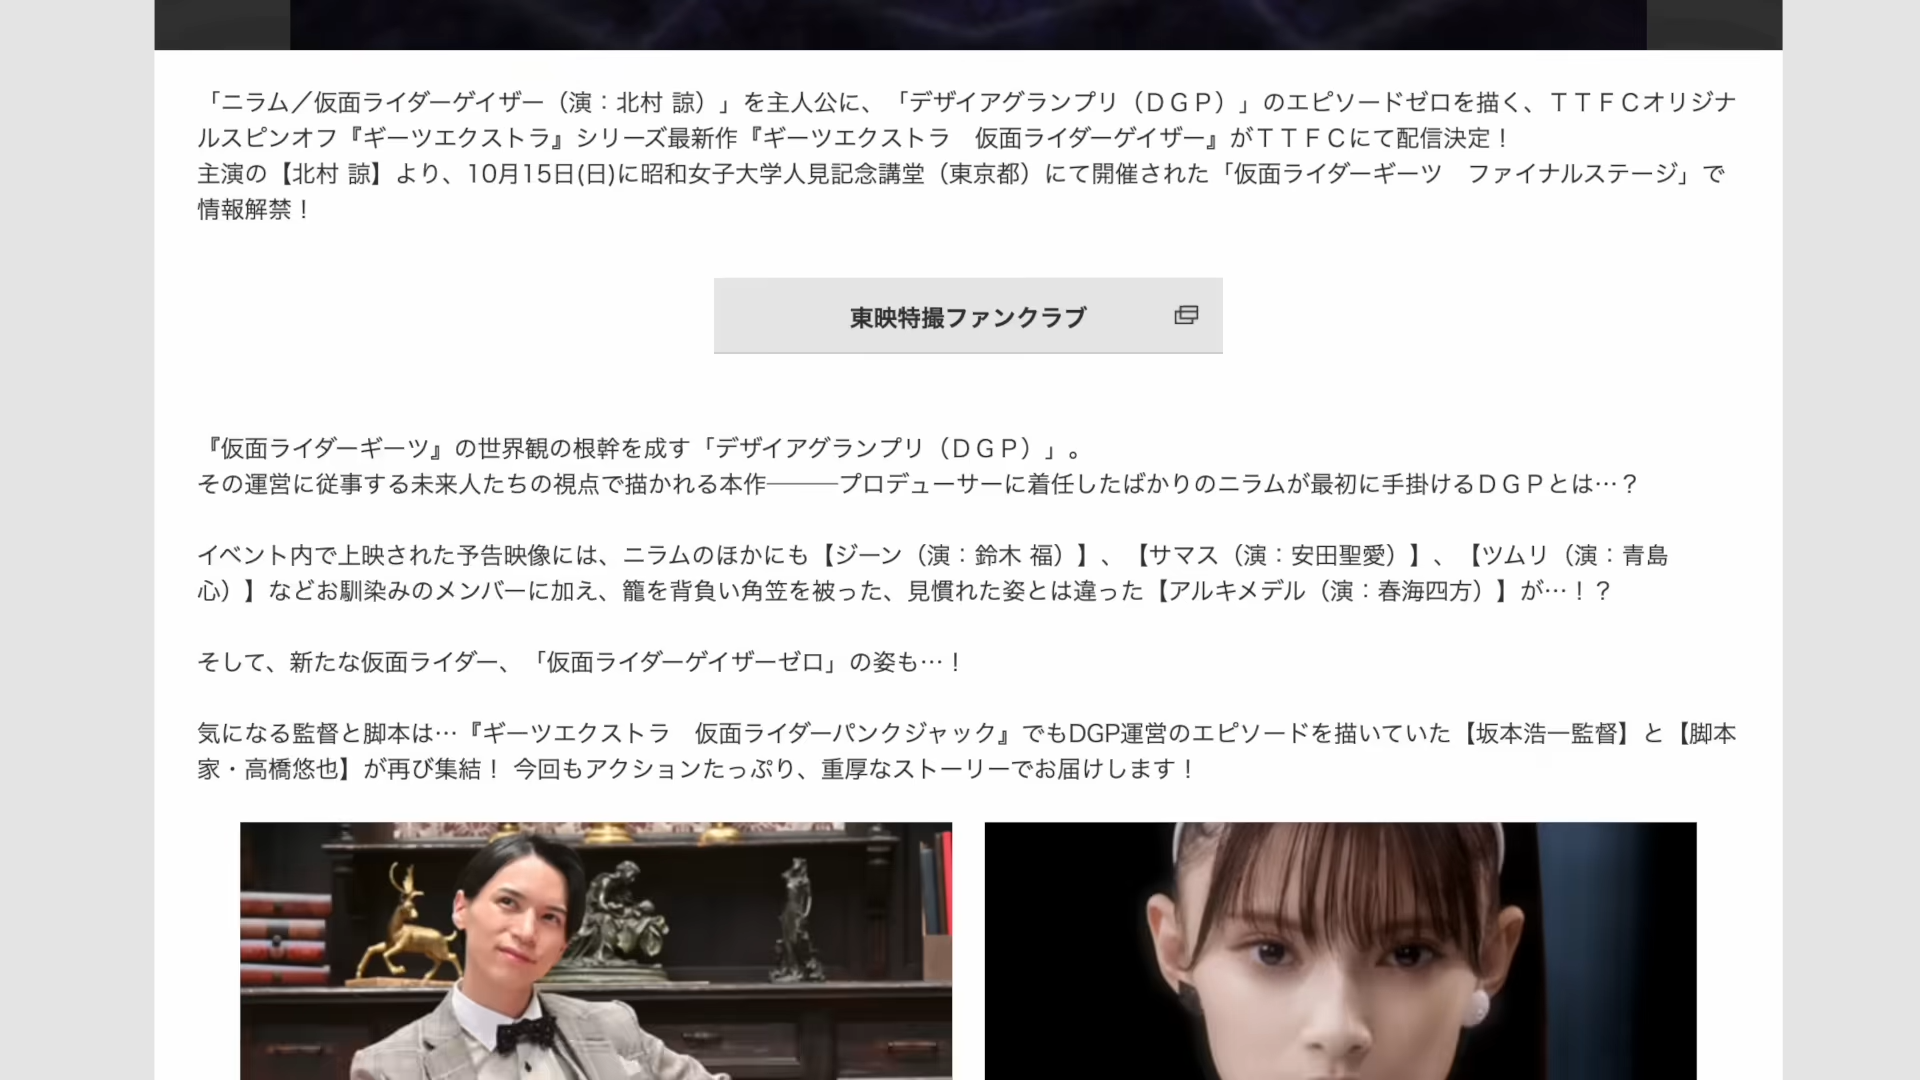 「ニラム／仮面ライダーゲイザー（演：北村 諒）」を主人公に、「デザイアグランプリ（ＤＧＰ）」のエピソードゼロを描く、ＴＴＦＣオリジナ
ルスピンオフ『ギーツエクストラ』シリーズ最新作『ギーツエクストラ　仮面ライダーゲイザー』がＴＴＦＣにて配信決定！
主演の【北村 諒】より、10月15日(日)に昭和女子大学人見記念講堂（東京都）にて開催された「仮面ライダーギーツ　ファイナルステージ」で
情報解禁！
東映特撮ファンクラブ
『仮面ライダーギーツ』の世界観の根幹を成す「デザイアグランプリ（ＤＧＰ）」。
その運営に従事する未来人たちの視点で描かれる本作―――プロデューサーに着任したばかりのニラムが最初に手掛けるＤＧＰとは…？
イベント内で上映された予告映像には、ニラムのほかにも【ジーン（演：鈴木 福）】、【サマス（演：安田聖愛）】、【ツムリ（演：青島
心）】などお馴染みのメンバーに加え、籠を背負い角笠を被った、見慣れた姿とは違った【アルキメデル（演：春海四方）】が…！？
そして、新たな仮面ライダー、「仮面ライダーゲイザーゼロ」の姿も…！
気になる監督と脚本は…『ギーツエクストラ　仮面ライダーパンクジャック』でもDGP運営のエピソードを描いていた【坂本浩一監督】と【脚本
家・高橋悠也】が再び集結！ 今回もアクションたっぷり、重厚なストーリーでお届けします！